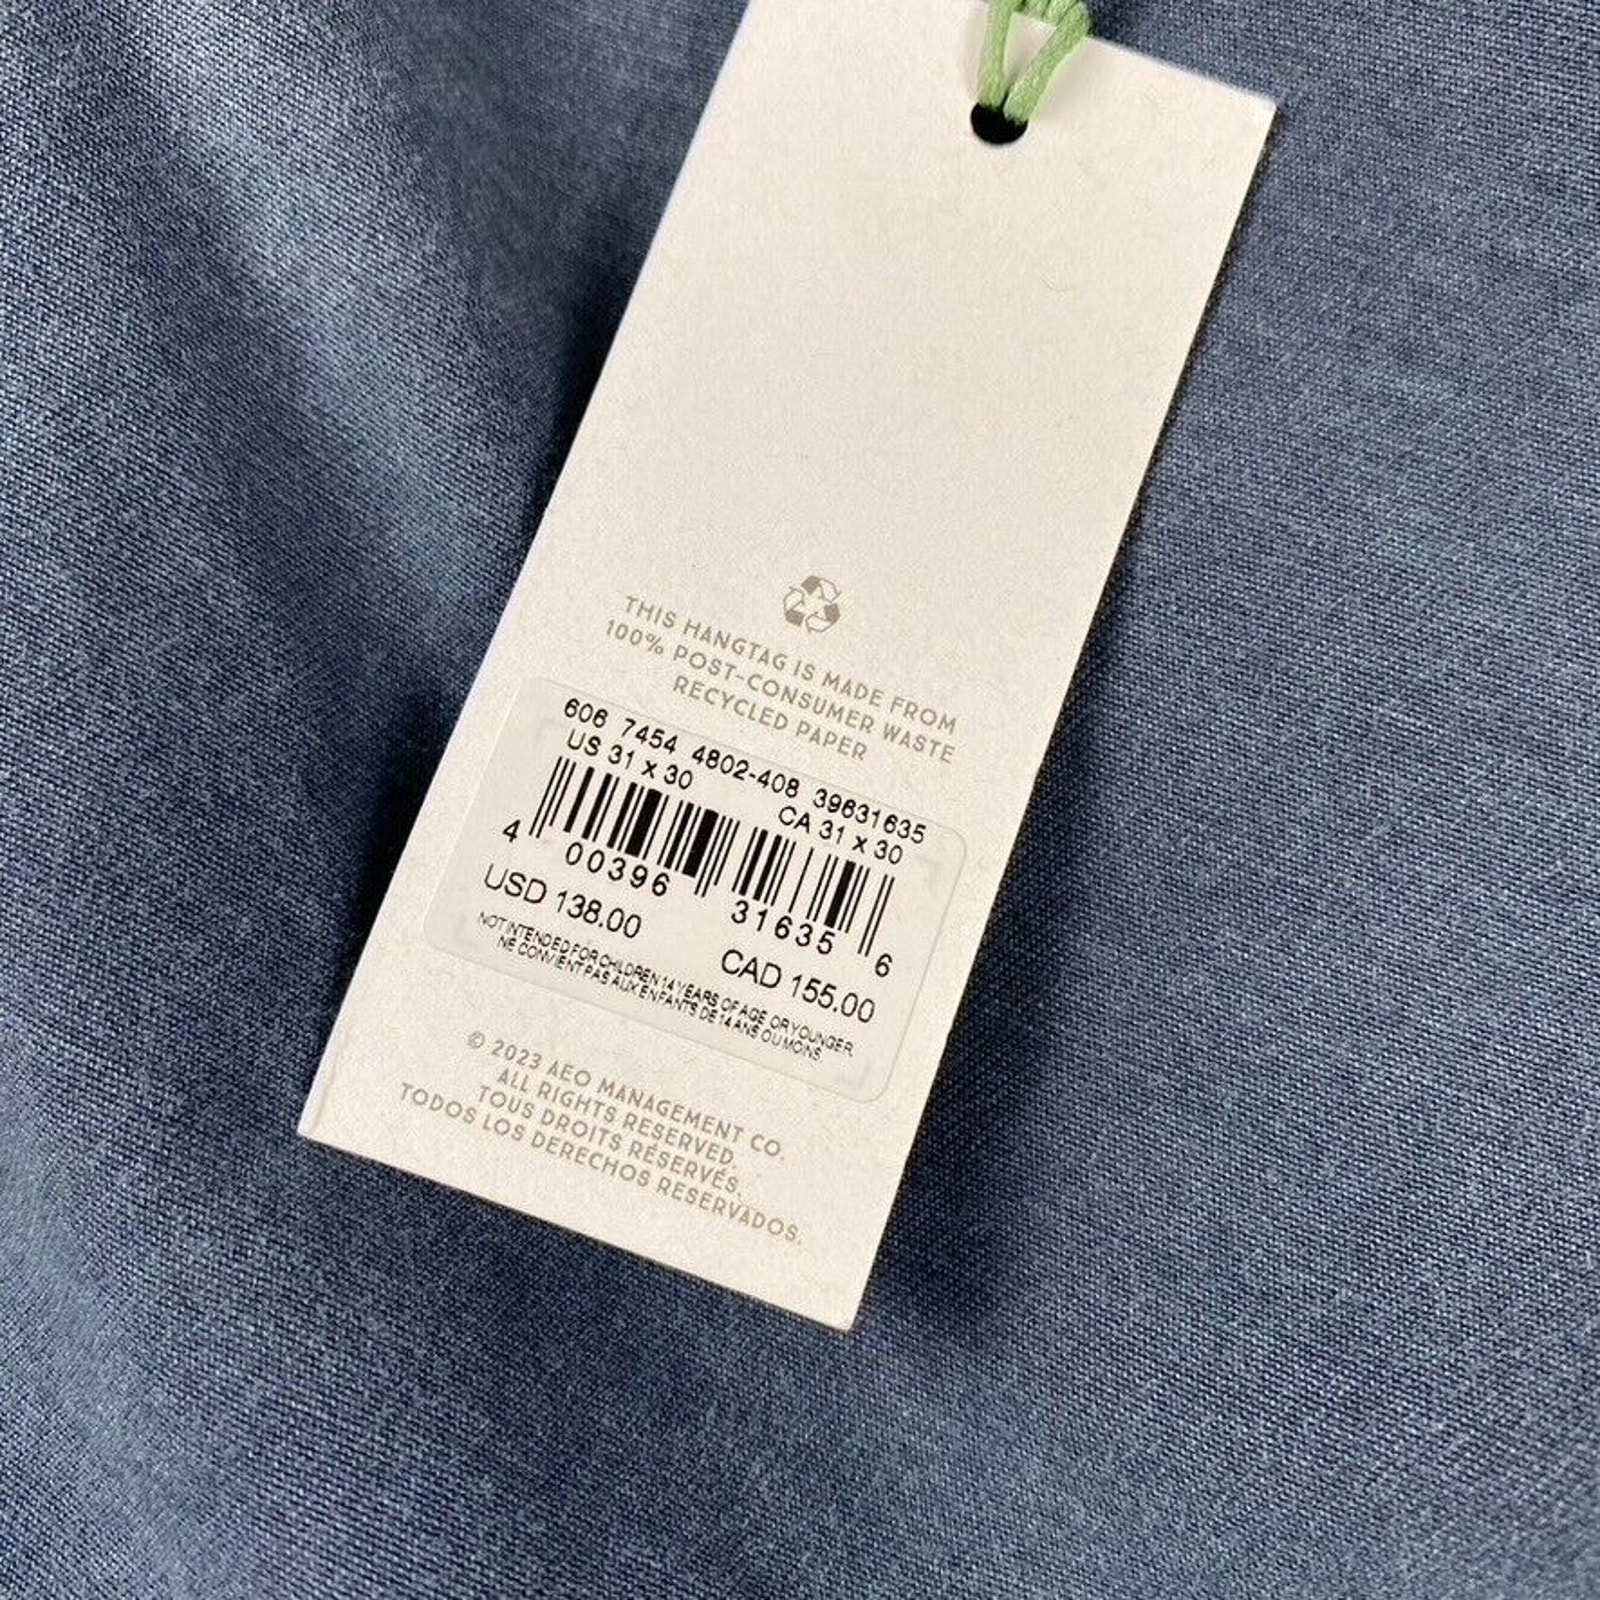 THIS HANGTAG IS MADE FROM
100% POST-CONSUMER WASTE
RECYCLED PAPER
606 7454 4802-408 39631635
US 31 x 30 CA 31 x 30
4 00396 31635 6
USD 138.00 CAD 155.00
NOT INTENDED FOR CHILDREN 14 YEARS OF AGE OR YOUNGER.
NE CONVIENT PAS AUX ENFANTS DE 14 ANS OU MOINS.
© 2023 AEO MANAGEMENT CO.
ALL RIGHTS RESERVED.
TOUS DROITS RÉSERVÉS.
TODOS LOS DERECHOS RESERVADOS.